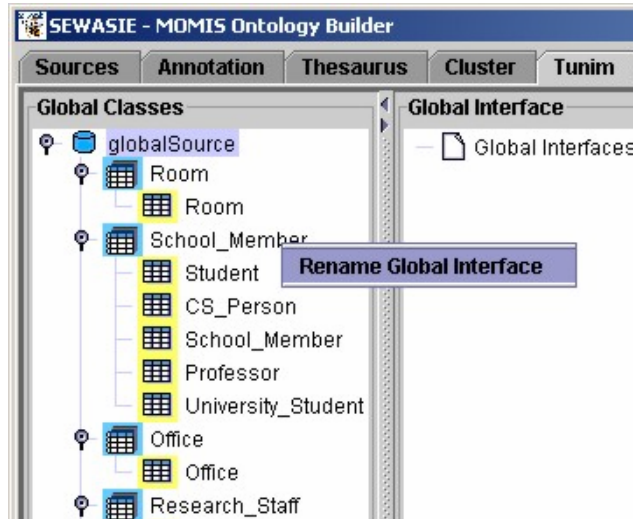 SEWASIE - MOMIS Ontology Builder
Sources Annotation Thesaurus Cluster Tunim
Global Classes
globalSource
Room
Room
School_Member
Student
CS_Person
School_Member
Professor
University_Student
Office
Office
Research_Staff
Global Interface
Global Interfaces
Rename Global Interface